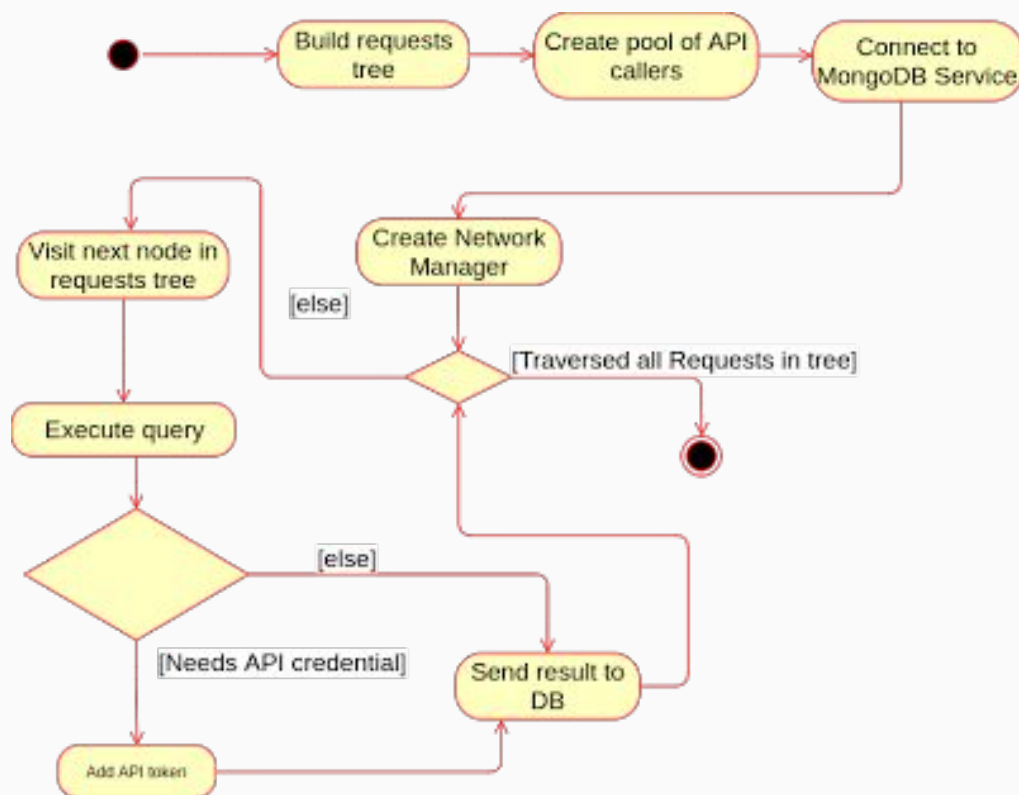 Build requests
tree
Create pool of API
callers
Connect to
MongoDB Service
Create Network
Manager
Visit next node in
requests tree
[else]
[Traversed all Requests in tree]
Execute query
[else]
[Needs API credential]
Send result to
DB
Add API token